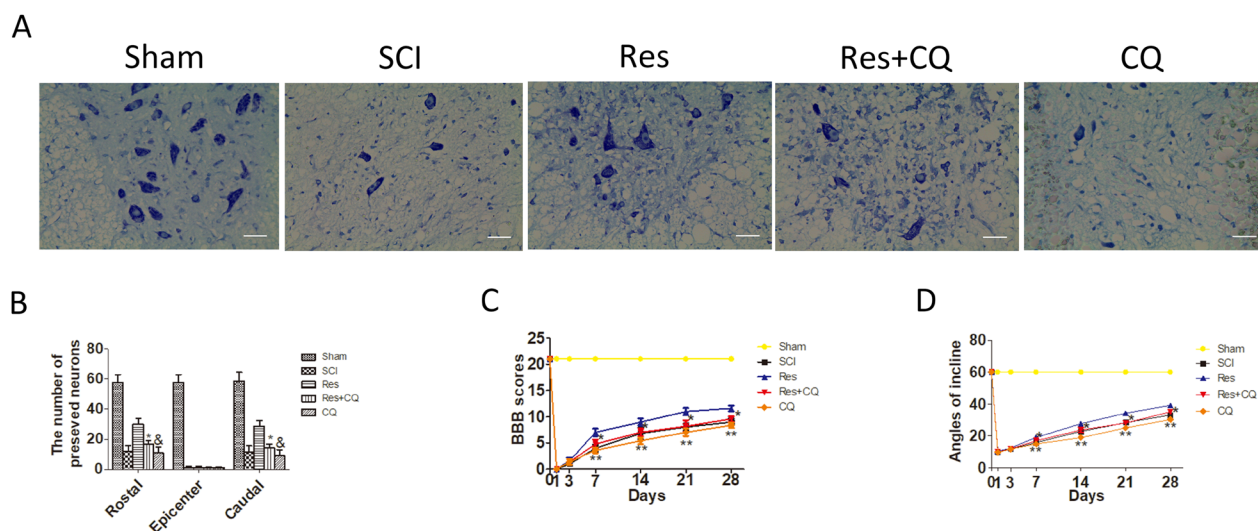 A
Sham SCI Res Res+CQ CQ
B
The number of
preseved neurons
80
60
40
20
0
* & * &
Rostal Epicenter Caudal
Sham
SCI
Res
Res+CQ
CQ
C
BBB scores
25
20
15
10
5
0
* * * *
** ** ** **
0 1 3 7 14 21 28
Days
Sham
SCI
Res
Res+CQ
CQ
D
Angles of incline
80
60
40
20
0
* * * *
** ** ** **
0 1 3 7 14 21 28
Days
Sham
SCI
Res
Res+CQ
CQ